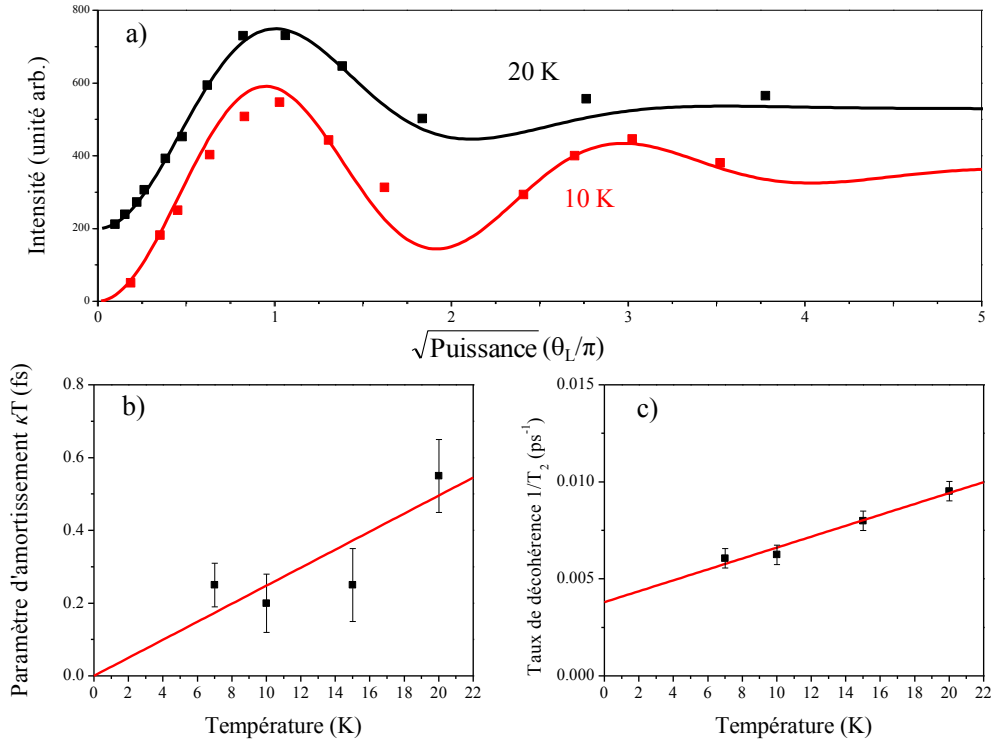 a)
800
600
400
200
0
Intensité (unité arb.)
20 K
10 K
0 1 2 3 4 5
√Puissance (θ_L/π)
b)
0.8
0.6
0.4
0.2
0.0
Paramètre d'amortissement κT (fs)
0 2 4 6 8 10 12 14 16 18 20 22
Température (K)
c)
0.015
0.010
0.005
0.000
Taux de décohérence 1/T₂ (ps⁻¹)
0 2 4 6 8 10 12 14 16 18 20 22
Température (K)